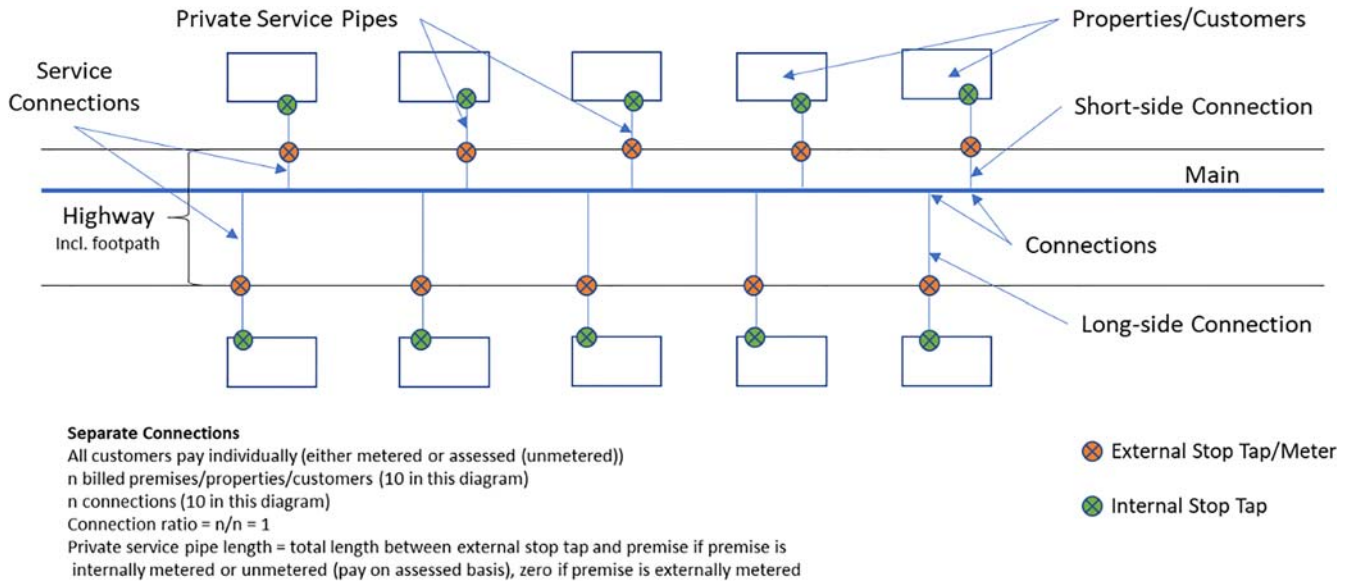 Private Service Pipes
Properties/Customers
Service
Connections
Short-side Connection
Main
Highway
Incl. footpath
Connections
Long-side Connection
Separate Connections
All customers pay individually (either metered or assessed (unmetered))
n billed premises/properties/customers (10 in this diagram)
n connections (10 in this diagram)
Connection ratio = n/n = 1
Private service pipe length = total length between external stop tap and premise if premise is
internally metered or unmetered (pay on assessed basis), zero if premise is externally metered
External Stop Tap/Meter
Internal Stop Tap